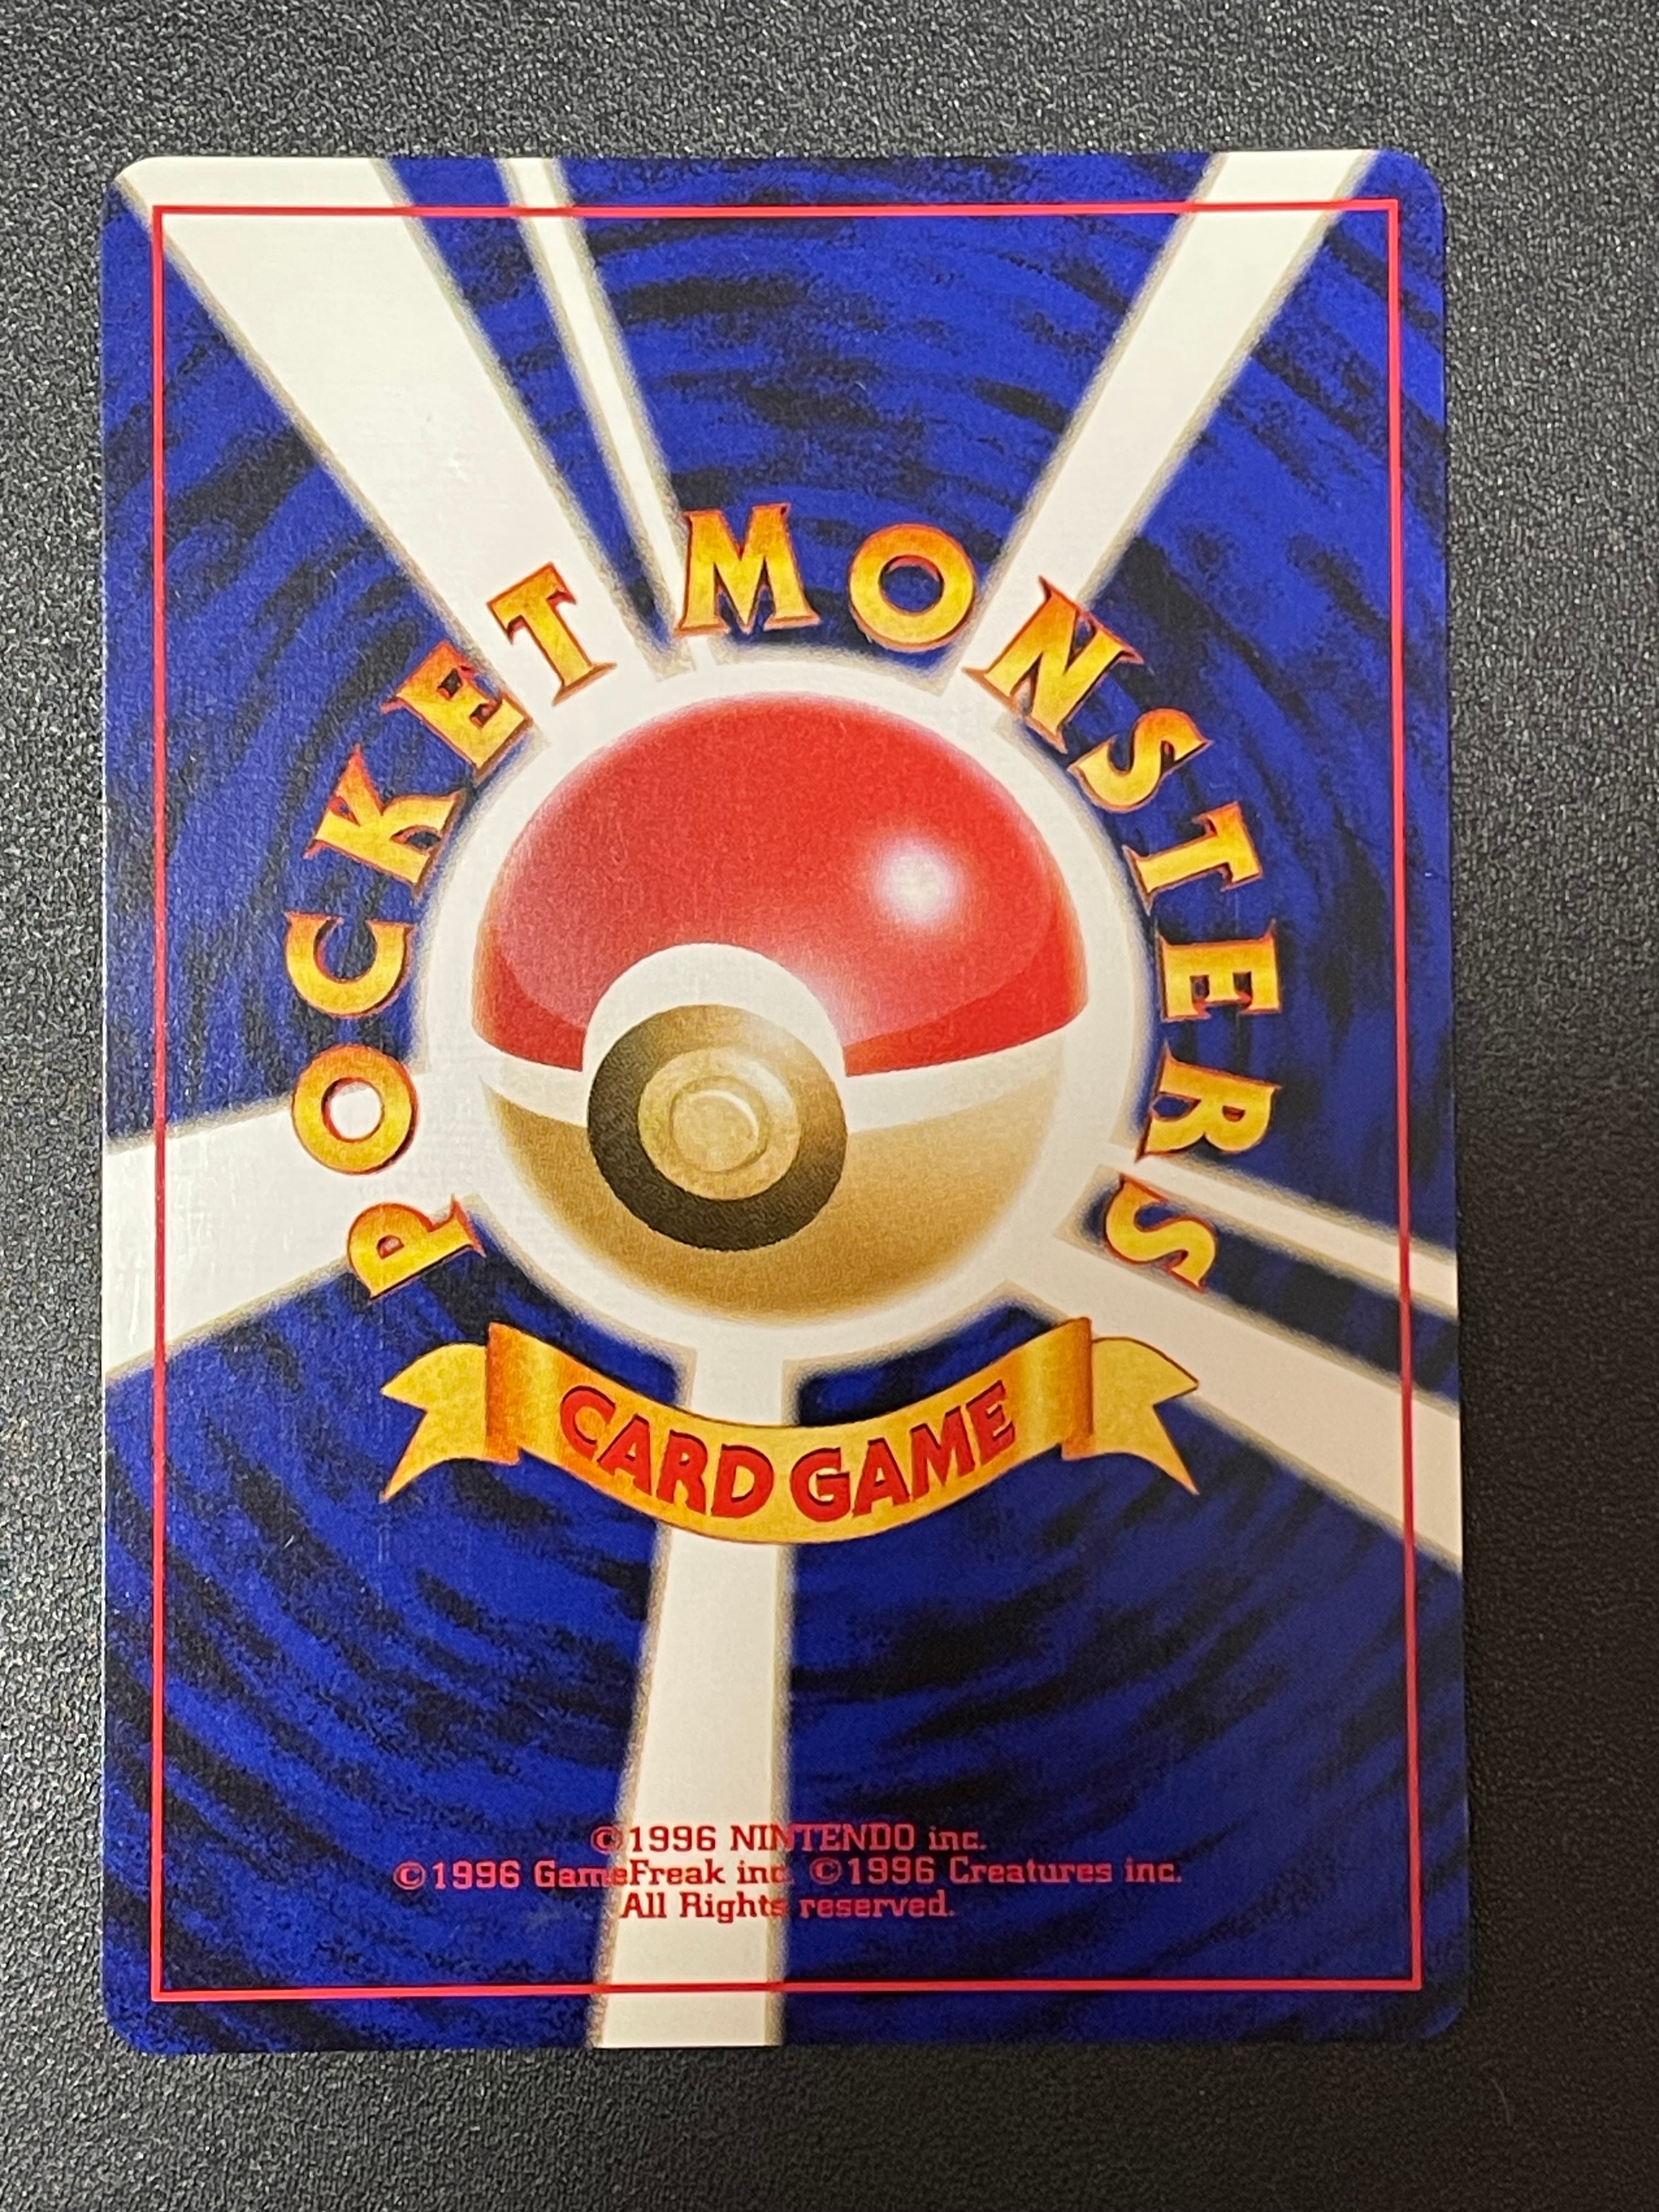 POCKET MONSTERS
CARD GAME
©1996 NINTENDO inc.
©1996 GameFreak inc. ©1996 Creatures inc.
All Rights reserved.